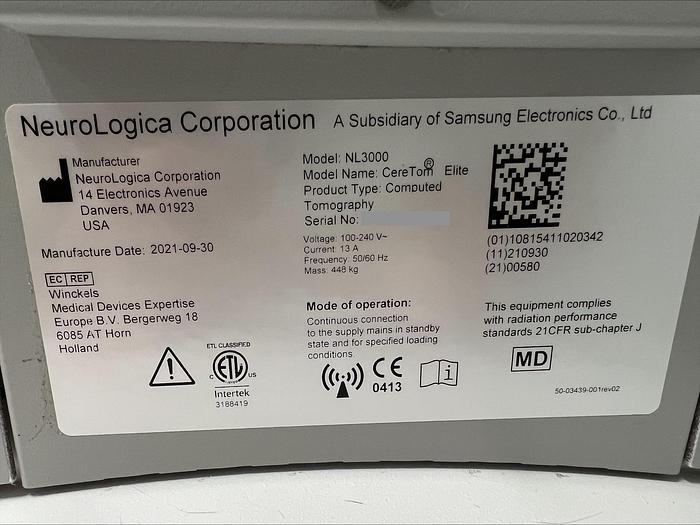 NeuroLogica Corporation A Subsidiary of Samsung Electronics Co., Ltd
Manufacturer
NeuroLogica Corporation
14 Electronics Avenue
Danvers, MA 01923
USA
Manufacture Date: 2021-09-30
EC REP
Winckels
Medical Devices Expertise
Europe B.V. Bergerweg 18
6085 AT Horn
Holland
Model: NL3000
Model Name: CereTom® Elite
Product Type: Computed
Tomography
Serial No:
Voltage: 100-240 V~
Current: 13 A
Frequency: 50/60 Hz
Mass: 448 kg
(01)10815411020342
(11)210930
(21)00580
Mode of operation:
Continuous connection
to the supply mains in standby
state and for specified loading
conditions
This equipment complies
with radiation performance
standards 21CFR sub-chapter J
ETL CLASSIFIED
C ETL US
Intertek
3188419
CE
0413
i
MD
50-03439-001rev02